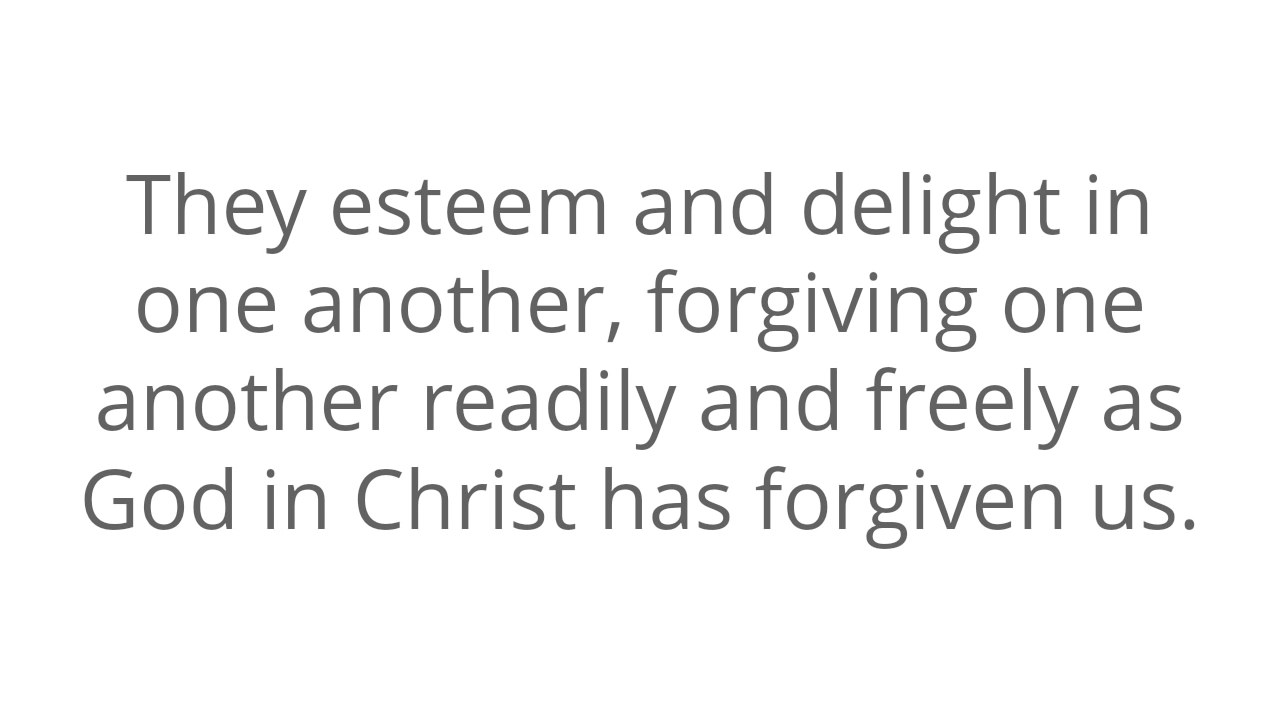 They esteem and delight in
one another, forgiving one
another readily and freely as
God in Christ has forgiven us.